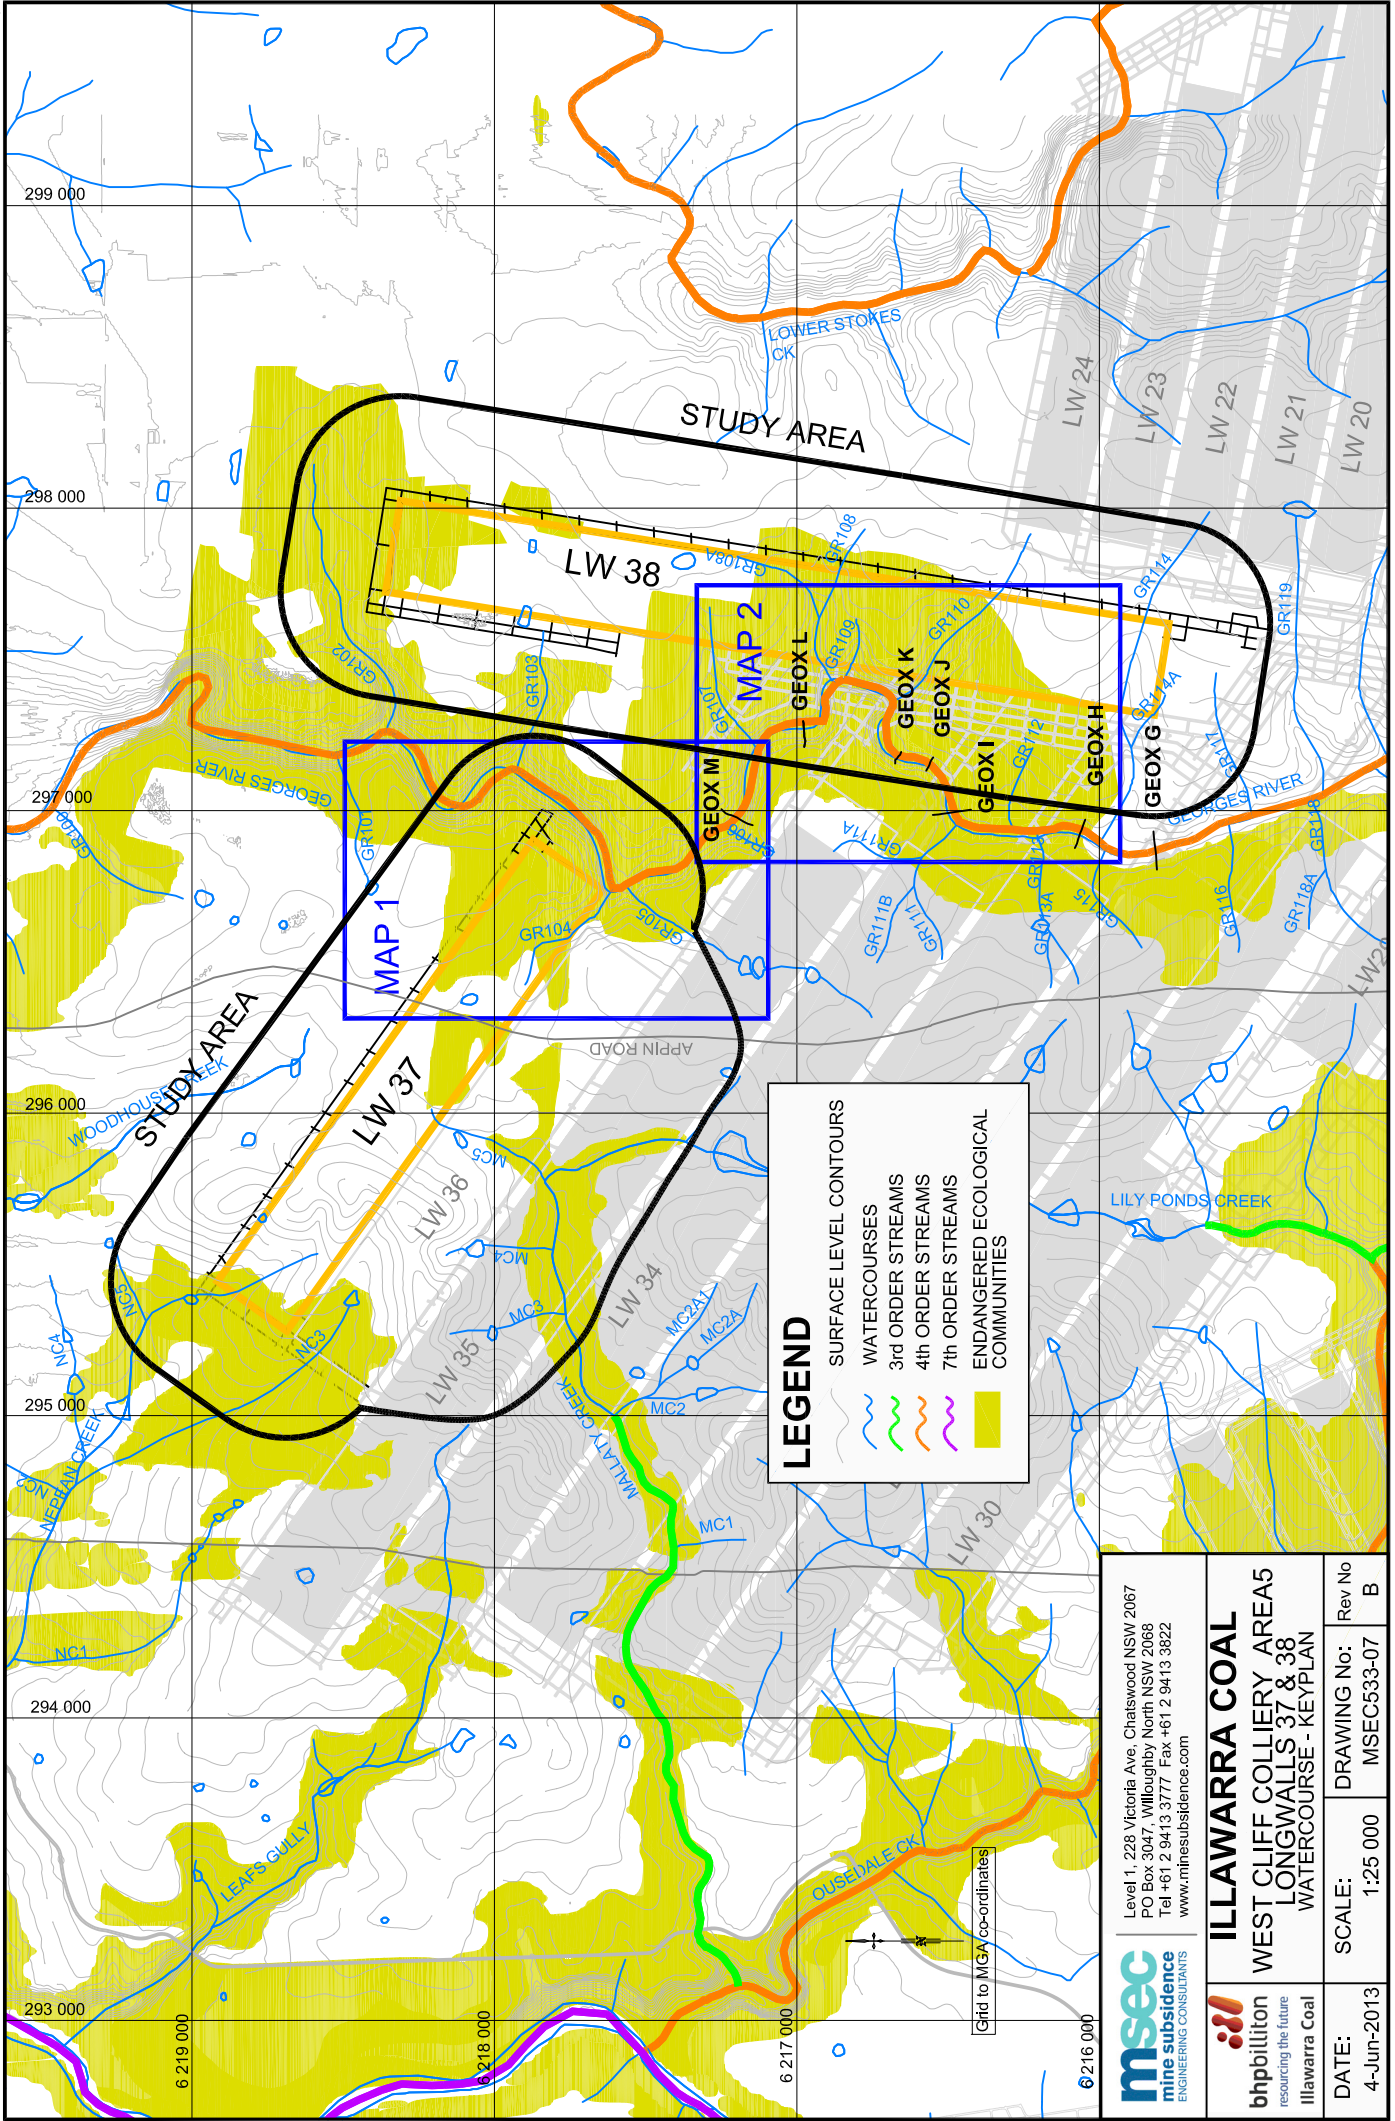 299 000
298 000
297 000
296 000
295 000
294 000
293 000
6 219 000
6 218 000
6 217 000
6 216 000
STUDY AREA
STUDY AREA
LOWER STOKES
CK
LW 24
LW 23
LW 22
LW 21
LW 20
LW 38
LW 37
LW 36
LW 35
LW 34
LW 30
LW29
MAP 1
MAP 2
GEOX L
GEOX K
GEOX J
GEOX I
GEOX H
GEOX G
GEOX M
GR100
GR101
GR102
GR103
GR104
GR105
GR106
GR107
GR108
GR108A
GR109
GR110
GR111
GR111A
GR111B
GR112
GR113
GR113A
GR114
GR114A
GR115
GR116
GR117
GR118
GR118A
GR119
GEORGES RIVER
GEORGES RIVER
APPIN ROAD
WOODHOUSE CREEK
NEPEAN CREEK
NC1
NC2
NC3
NC4
NC5
MC5
MC4
MC3
MC2A1
MC2A
MC2
MC1
MALLATY CREEK
LEAFS GULLY
OUSEDALE CK
LILY PONDS CREEK
LEGEND
SURFACE LEVEL CONTOURS
WATERCOURSES
3rd ORDER STREAMS
4th ORDER STREAMS
7th ORDER STREAMS
ENDANGERED ECOLOGICAL
COMMUNITIES
N
Grid to MGA co-ordinates
msec
mine subsidence
ENGINEERING CONSULTANTS
Level 1, 228 Victoria Ave, Chatswood NSW 2067
PO Box 3047, Willoughby North NSW 2068
Tel +61 2 9413 3777 Fax +61 2 9413 3822
www.minesubsidence.com
bhpbilliton
resourcing the future
Illawarra Coal
ILLAWARRA COAL
WEST CLIFF COLLIERY AREA5
LONGWALLS 37 & 38
WATERCOURSE - KEYPLAN
DATE:
4-Jun-2013
SCALE:
1:25 000
DRAWING No:
MSEC533-07
Rev No
B